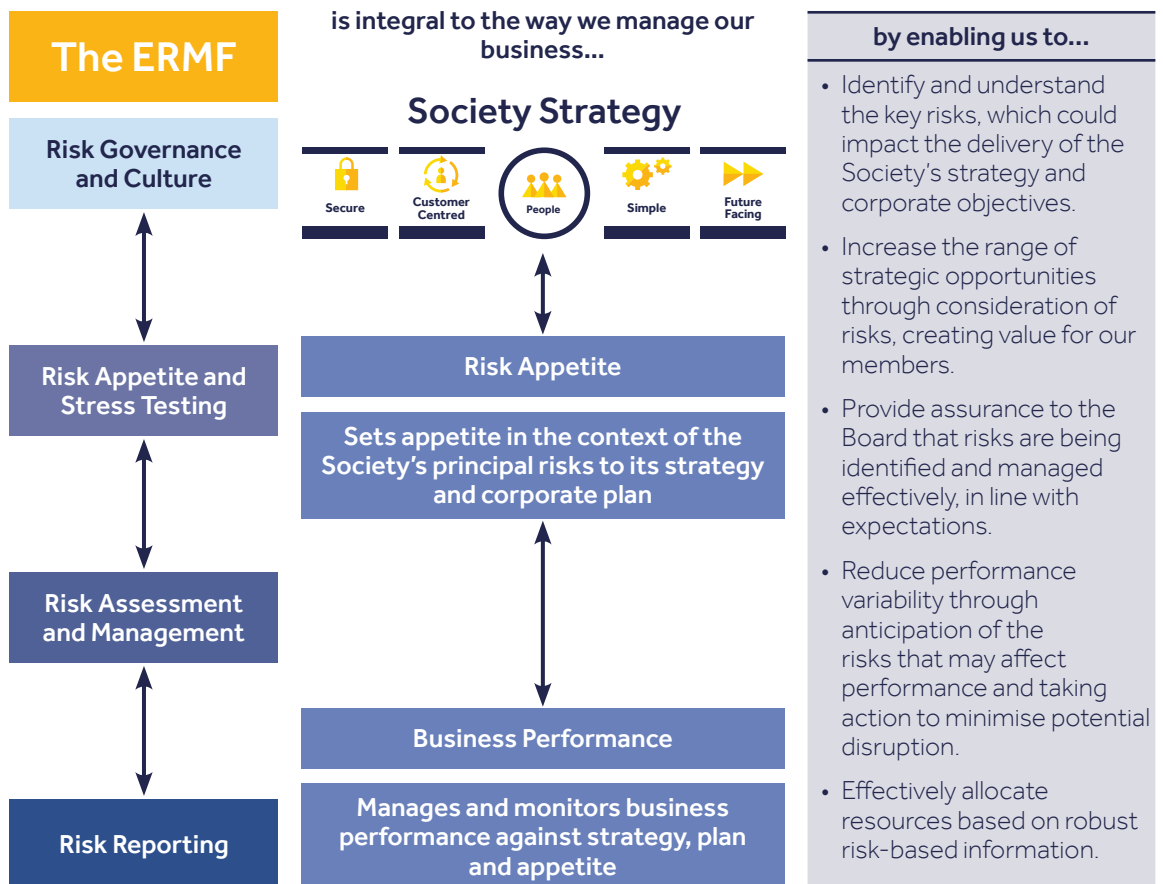 The ERMF
Risk Governance
and Culture
Risk Appetite and
Stress Testing
Risk Assessment
and Management
Risk Reporting
is integral to the way we manage our
business...
Society Strategy
Secure
Customer
Centred
People
Simple
Future
Facing
Risk Appetite
Sets appetite in the context of the
Society’s principal risks to its strategy
and corporate plan
Business Performance
Manages and monitors business
performance against strategy, plan
and appetite
by enabling us to...
• Identify and understand
the key risks, which could
impact the delivery of the
Society’s strategy and
corporate objectives.
• Increase the range of
strategic opportunities
through consideration of
risks, creating value for our
members.
• Provide assurance to the
Board that risks are being
identified and managed
effectively, in line with
expectations.
• Reduce performance
variability through
anticipation of the
risks that may affect
performance and taking
action to minimise potential
disruption.
• Effectively allocate
resources based on robust
risk-based information.